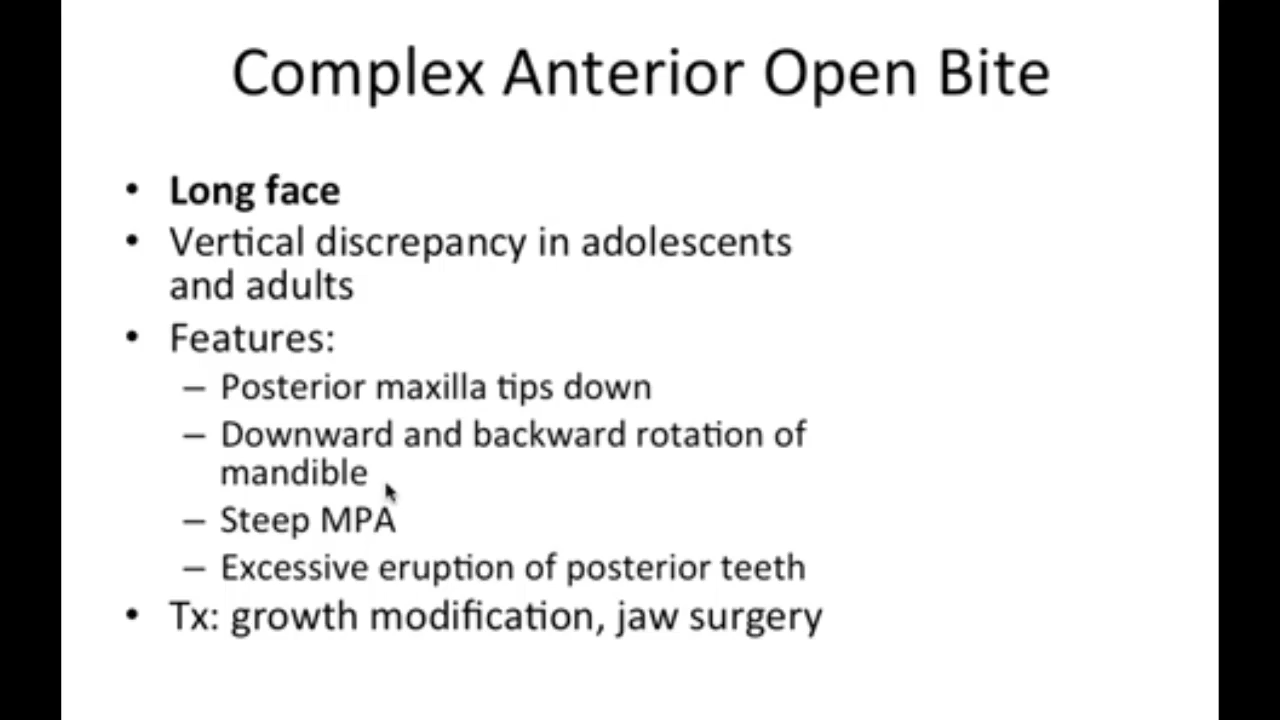 Complex Anterior Open Bite
• Long face
• Vertical discrepancy in adolescents
and adults
• Features:
– Posterior maxilla tips down
– Downward and backward rotation of
mandible
– Steep MPA
– Excessive eruption of posterior teeth
• Tx: growth modification, jaw surgery